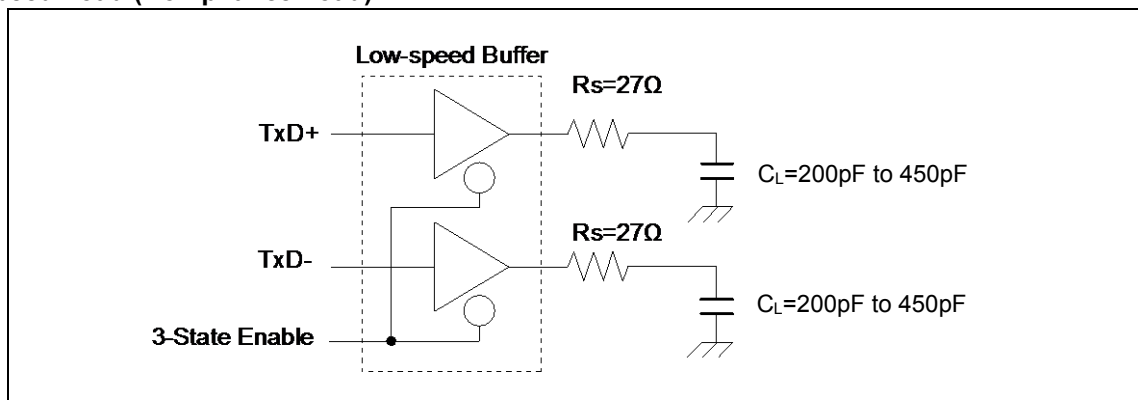 Low-speed Buffer
Rs=27Ω
TxD+
CL=200pF to 450pF
Rs=27Ω
TxD-
CL=200pF to 450pF
3-State Enable